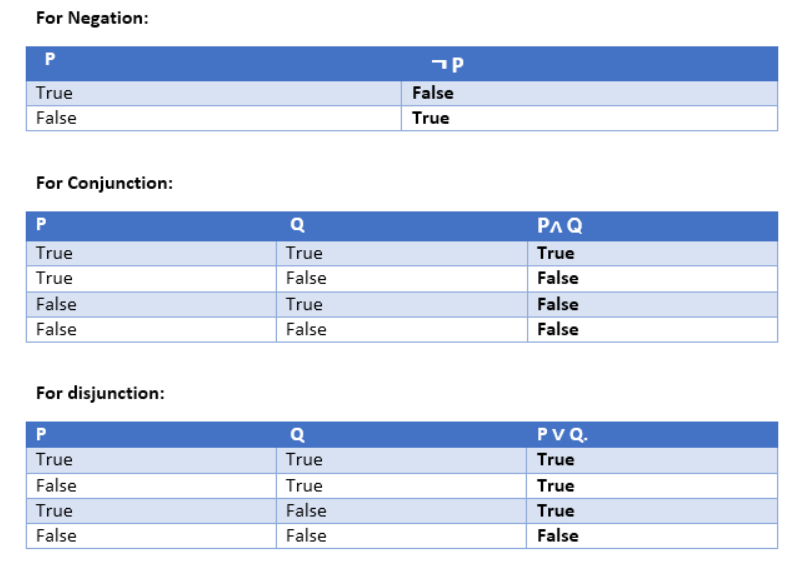 For Negation:
P ¬ P
True False
False True
For Conjunction:
P Q P∧ Q
True True True
True False False
False True False
False False False
For disjunction:
P Q P ∨ Q.
True True True
False True True
True False True
False False False